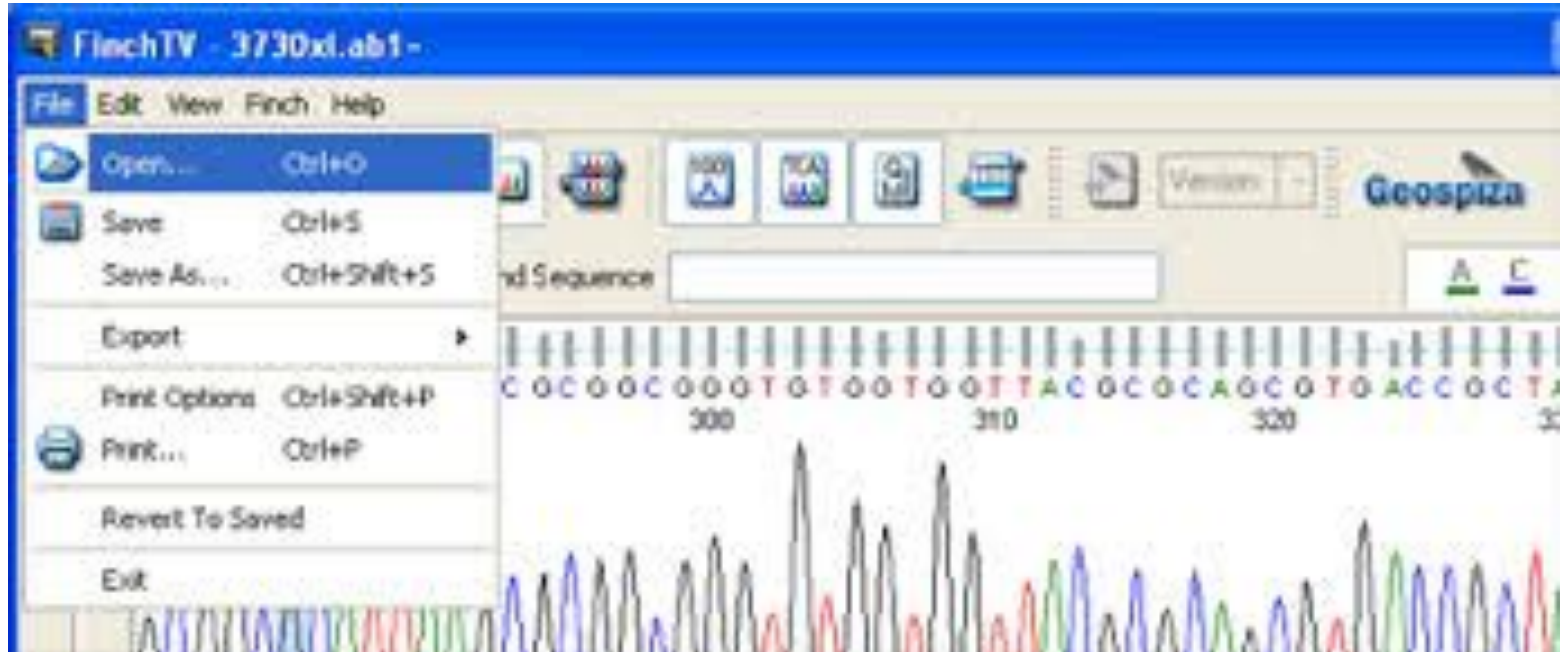 FinchTV - 3730xl.ab1-
File Edit View Finch Help
Open... Ctrl+O
Version
Geospiza
Save Ctrl+S
Save As... Ctrl+Shift+S
nd Sequence
A C
Export
C G C G G C G G G T G T G G T G G T T A C G C G C A G C G T G A C C G C T A
300 310 320
Print Options Ctrl+Shift+P
Print... Ctrl+P
Revert To Saved
Exit